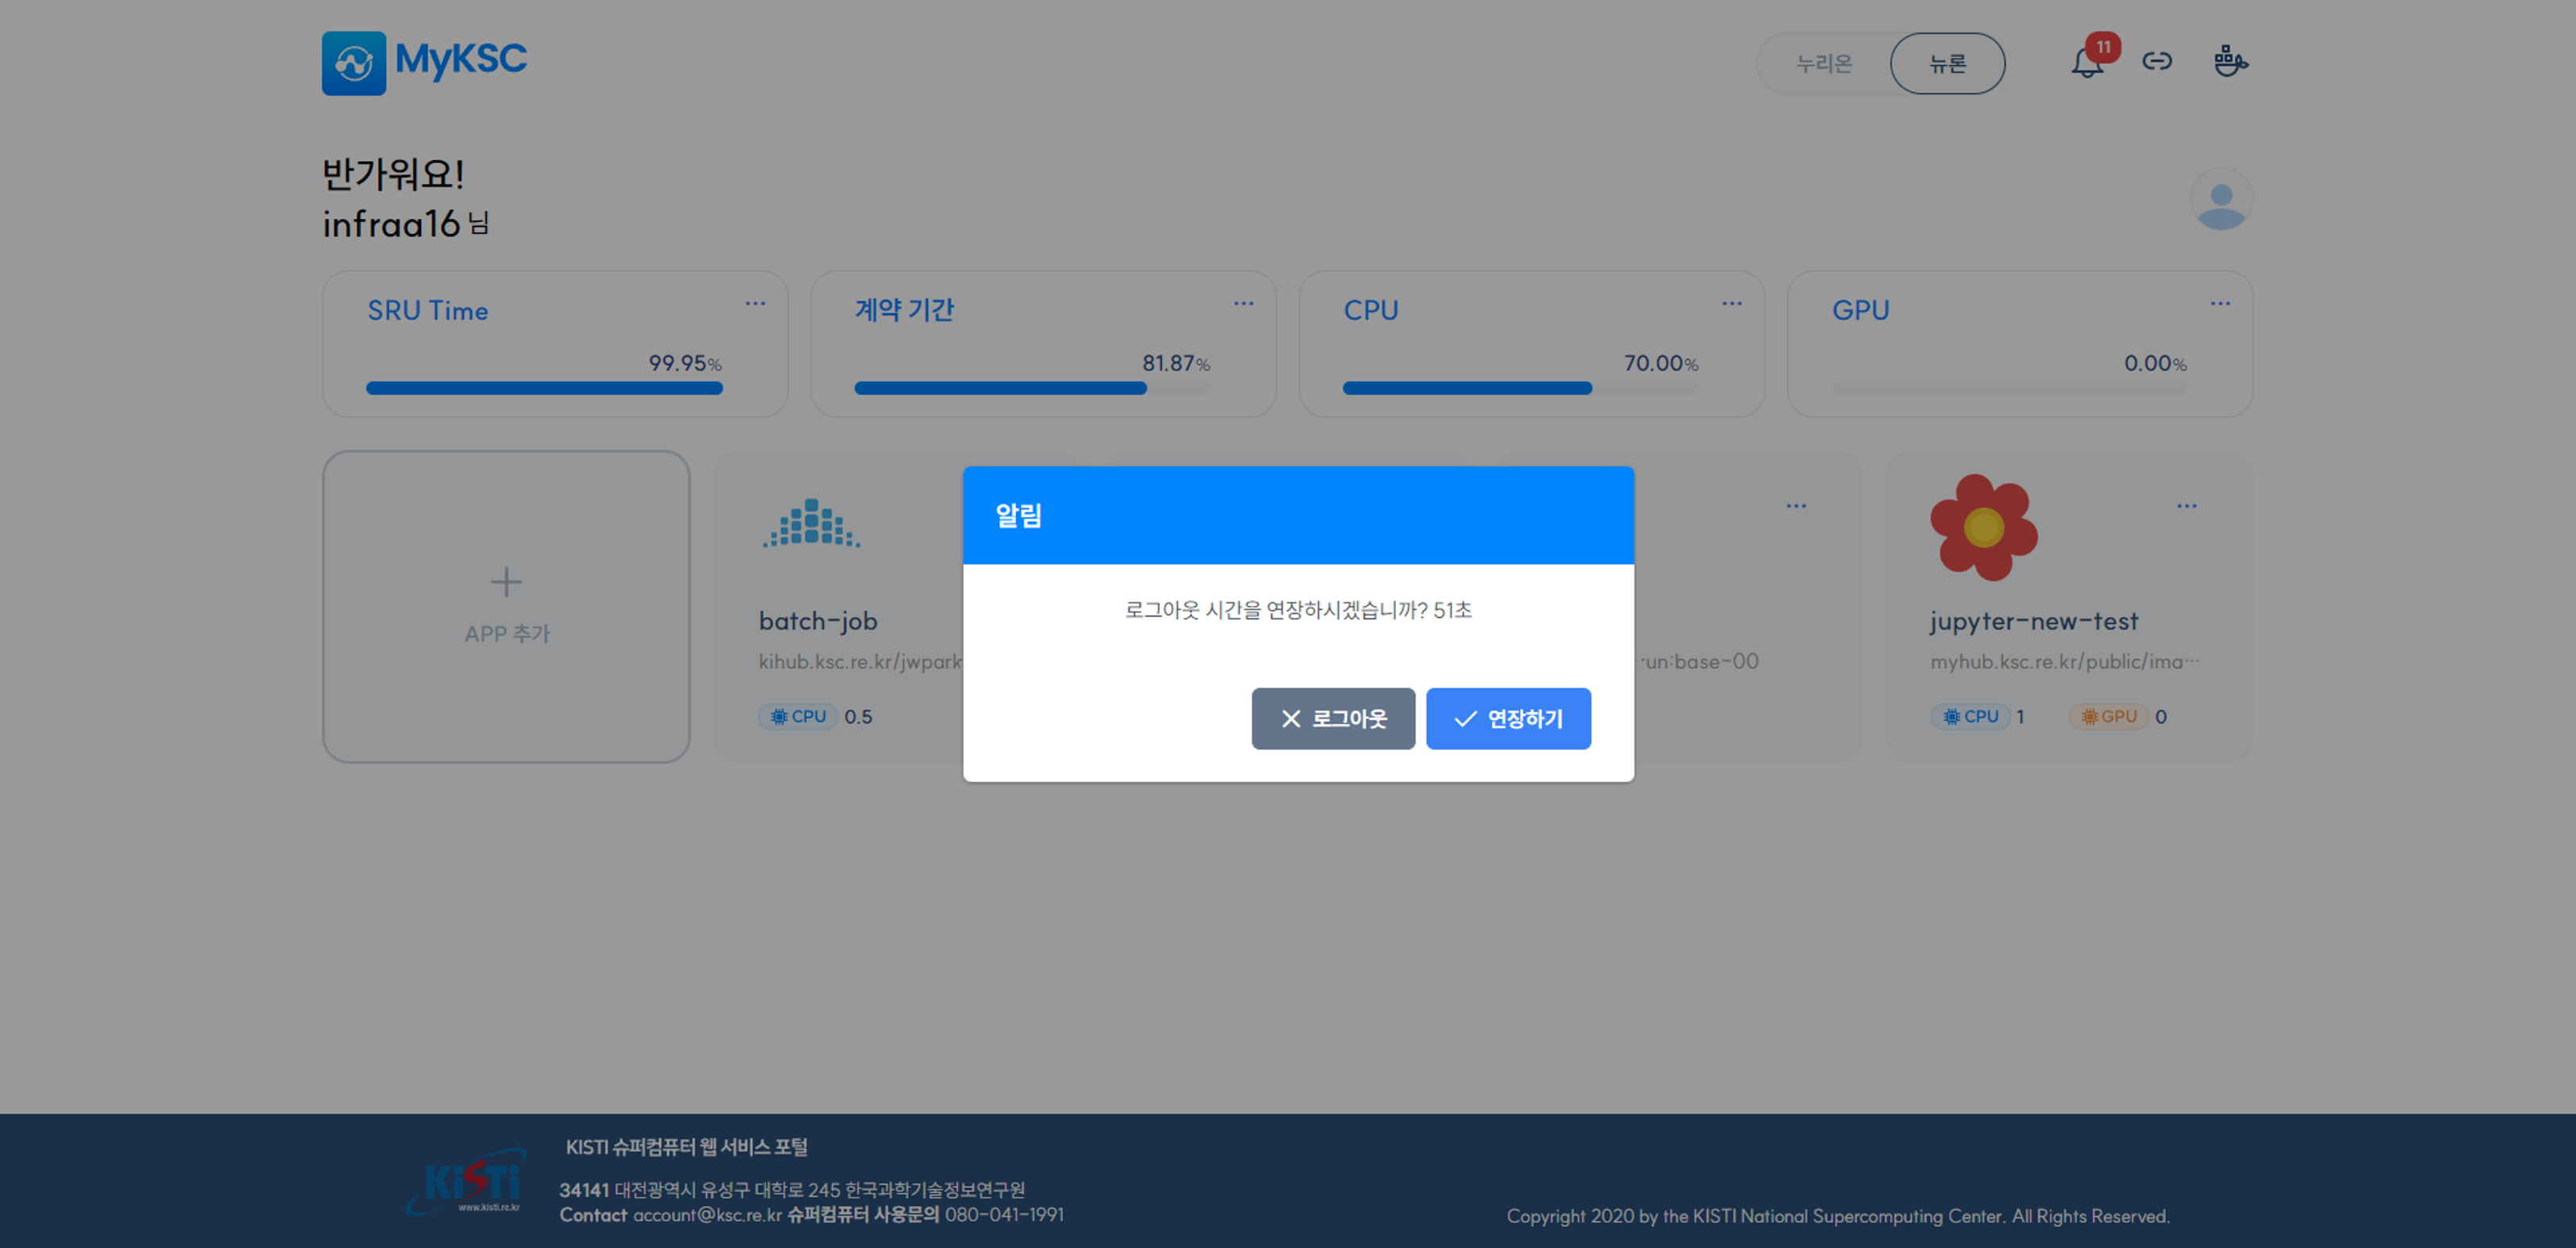 MyKSC
누리온 뉴론
11
반가워요!
infraa16 님
SRU Time ...
99.95%
계약 기간 ...
81.87%
CPU ...
70.00%
GPU ...
0.00%
APP 추가
batch-job
kihub.ksc.re.kr/jwpark
CPU 0.5
알림
로그아웃 시간을 연장하시겠습니까? 51초
로그아웃 연장하기
...
run:base-00
...
jupyter-new-test
myhub.ksc.re.kr/public/ima...
CPU 1 GPU 0
KiSTi
www.kisti.re.kr
KISTI 슈퍼컴퓨터 웹 서비스 포털
34141 대전광역시 유성구 대학로 245 한국과학기술정보연구원
Contact account@ksc.re.kr 슈퍼컴퓨터 사용문의 080-041-1991
Copyright 2020 by the KISTI National Supercomputing Center. All Rights Reserved.